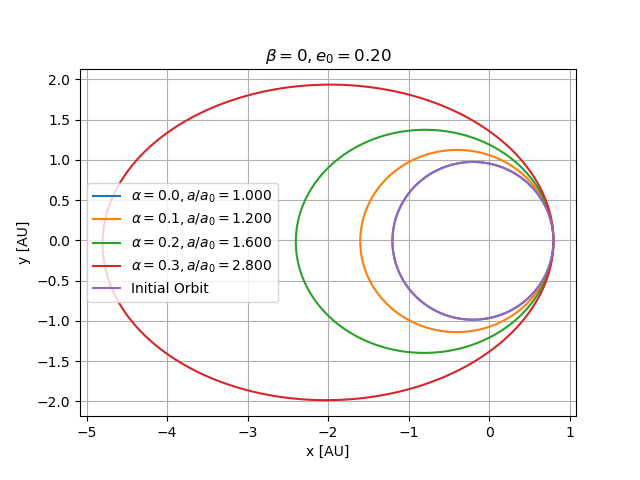 β = 0, e₀ = 0.20
2.0
1.5
1.0
0.5
0.0
−0.5
−1.0
−1.5
−2.0
y [AU]
α = 0.0, a/a₀ = 1.000
α = 0.1, a/a₀ = 1.200
α = 0.2, a/a₀ = 1.600
α = 0.3, a/a₀ = 2.800
Initial Orbit
−5 −4 −3 −2 −1 0 1
x [AU]